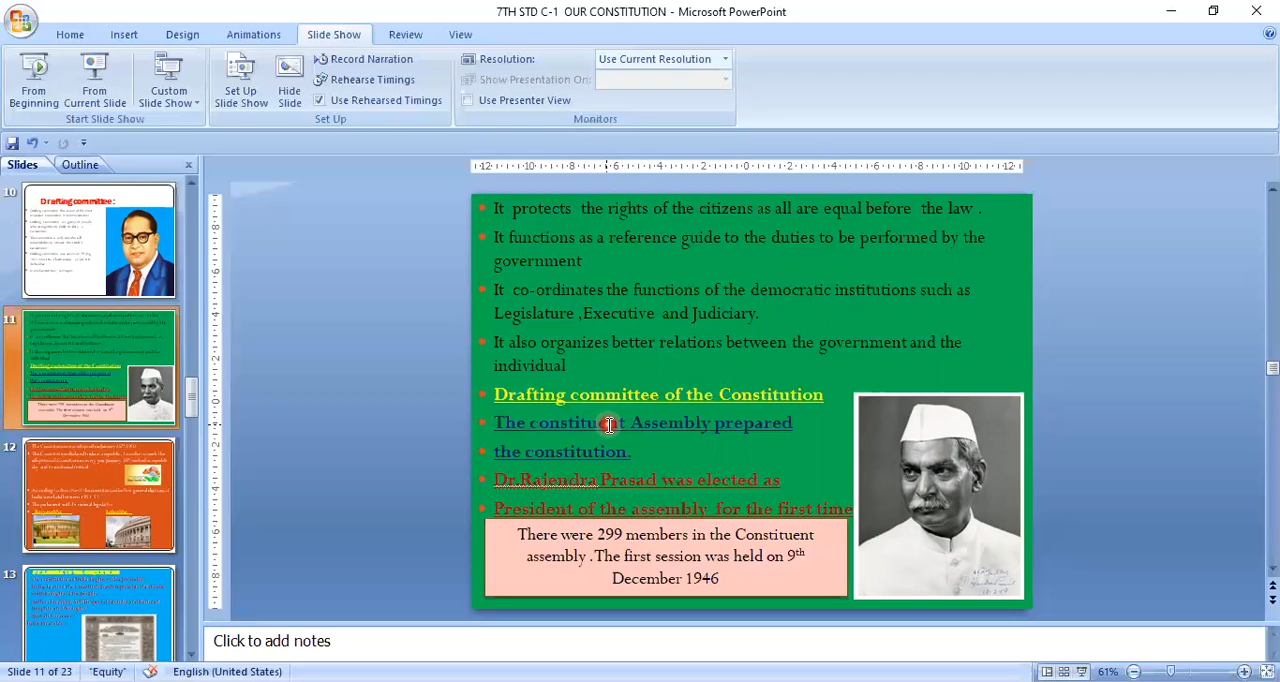 7TH STD C-1 OUR CONSTITUTION - Microsoft PowerPoint
Home Insert Design Animations Slide Show Review View
From Beginning
From Current Slide
Custom Slide Show
Start Slide Show
Set Up Slide Show
Hide Slide
Record Narration
Rehearse Timings
Use Rehearsed Timings
Set Up
Resolution: Use Current Resolution
Show Presentation On:
Use Presenter View
Monitors
Slides Outline
10
Drafting committee :
11
12
13
It protects the rights of the citizens as all are equal before the law .
It functions as a reference guide to the duties to be performed by the
government
It co-ordinates the functions of the democratic institutions such as
Legislature ,Executive and Judiciary.
It also organizes better relations between the government and the
individual
Drafting committee of the Constitution
The constituent Assembly prepared
the constitution.
Dr.Rajendra Prasad was elected as
President of the assembly for the first time
There were 299 members in the Constituent
assembly .The first session was held on 9th
December 1946
Click to add notes
Slide 11 of 23 "Equity" English (United States) 61%